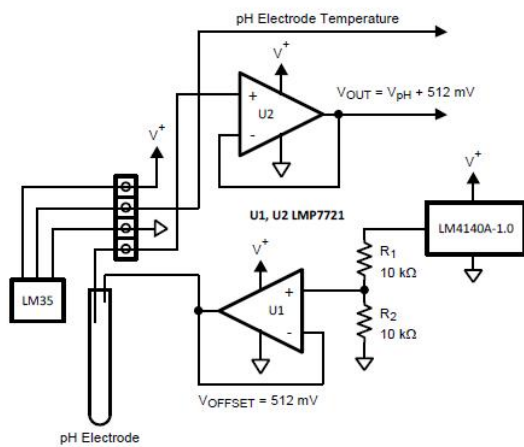 pH Electrode Temperature
V+
U2
+
-
VOUT = VpH + 512 mV
V+
V+
U1, U2 LMP7721
LM4140A-1.0
V+
R1
10 kΩ
U1
+
-
R2
10 kΩ
LM35
VOFFSET = 512 mV
pH Electrode